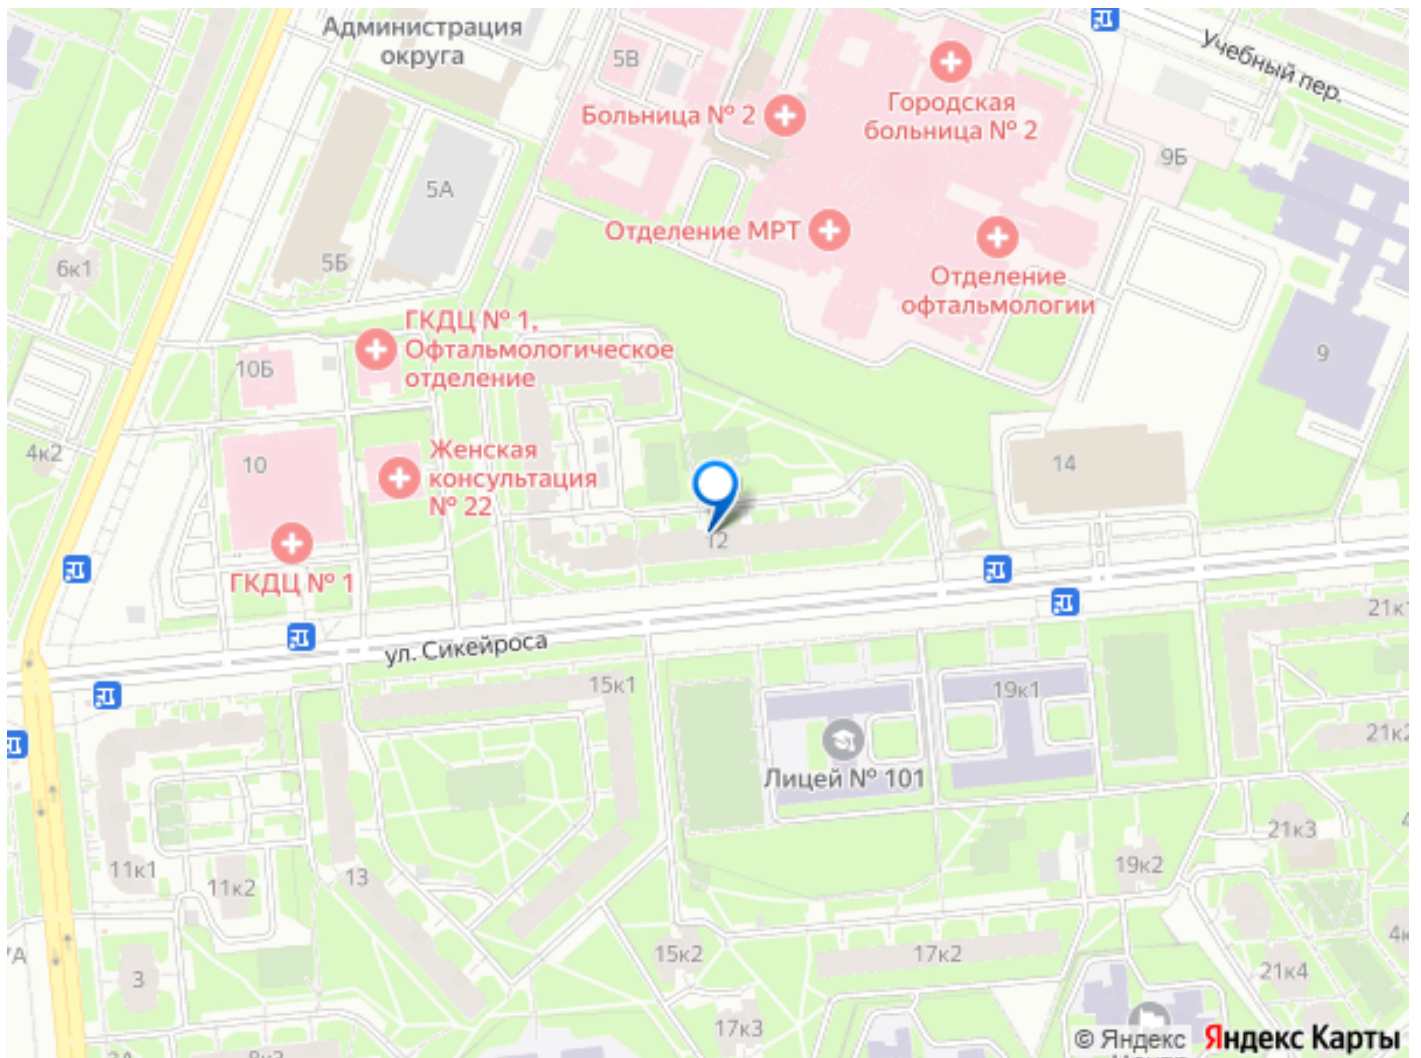 Администрация
округа
5В
Учебный пер.
Городская
больница № 2
Больница № 2
9Б
5А
Отделение МРТ
5Б
6к1
Отделение
офтальмологии
ГКДЦ № 1,
Офтальмологическое
отделение
10Б
9
4к2
10
Женская
консультация
№ 22
14
12
ГКДЦ № 1
21к1
ул. Сикейроса
15к1
19к1
21к2
Лицей № 101
21к3
11к1
11к2
13
19к2
15к2
17к2
21к4
3
17к3
8к3
© Яндекс
Яндекс Карты